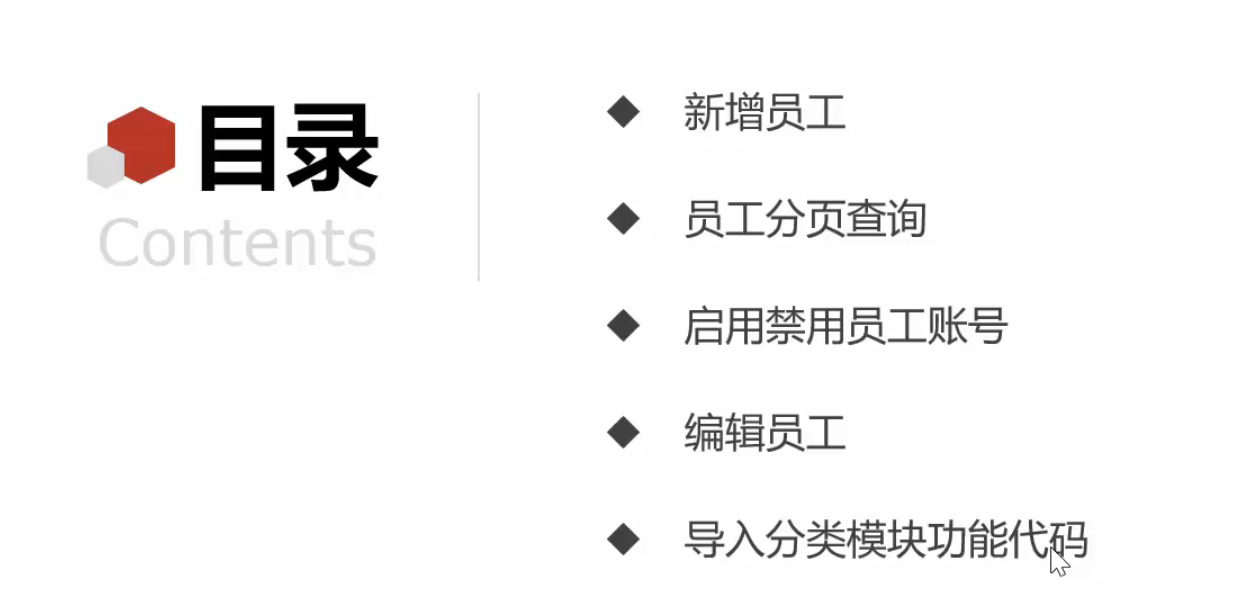 目录
Contents
新增员工
员工分页查询
启用禁用员工账号
编辑员工
导入分类模块功能代码